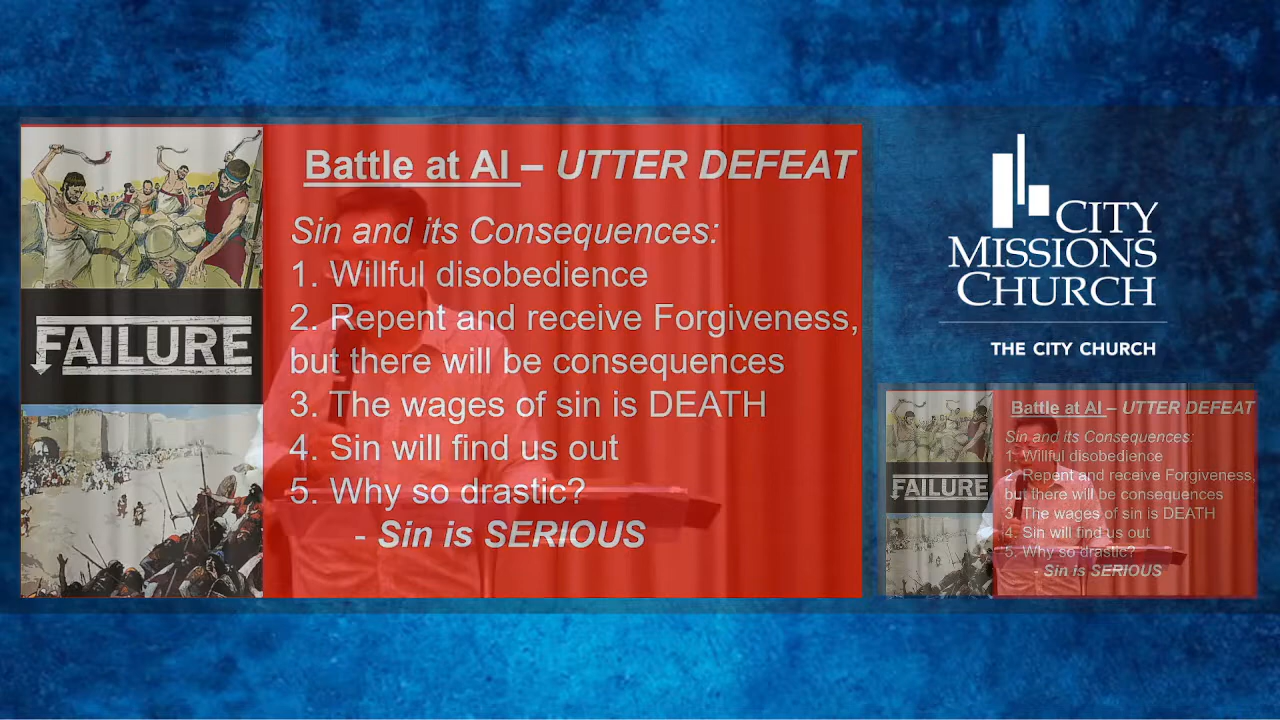 Battle at AI – UTTER DEFEAT
Sin and its Consequences:
1. Willful disobedience
2. Repent and receive Forgiveness,
but there will be consequences
3. The wages of sin is DEATH
4. Sin will find us out
5. Why so drastic?
- Sin is SERIOUS
FAILURE
CITY
MISSIONS
CHURCH
THE CITY CHURCH
Battle at AI – UTTER DEFEAT
Sin and its Consequences:
1. Willful disobedience
2. Repent and receive Forgiveness,
but there will be consequences
3. The wages of sin is DEATH
4. Sin will find us out
5. Why so drastic?
- Sin is SERIOUS
FAILURE